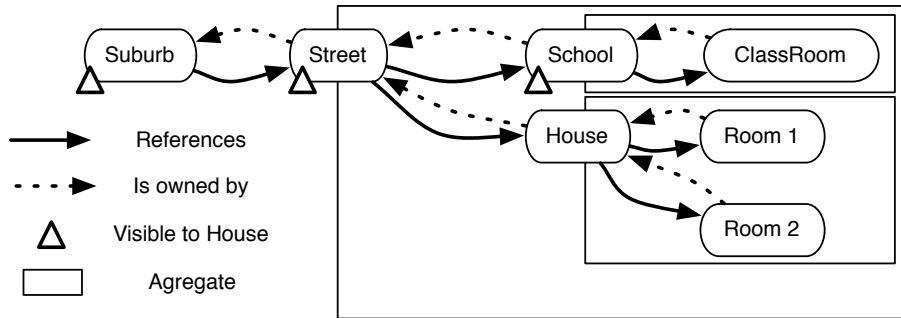 Suburb
Street
School
ClassRoom
House
Room 1
Room 2
References
Is owned by
Visible to House
Agregate